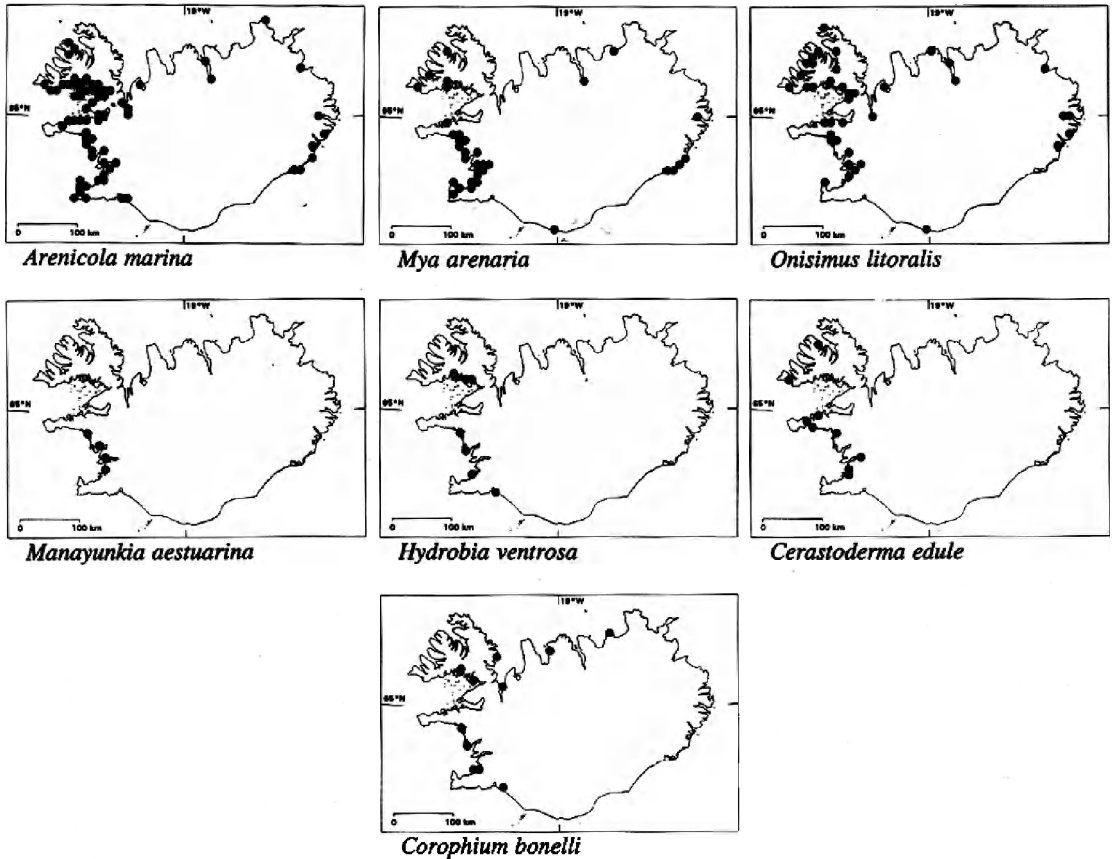 19°W 19°W 19°W
65°N 65°N 65°N
0 100 km 0 100 km 0 100 km
Arenicola marina Mya arenaria Onisimus litoralis
19°W 19°W 19°W
65°N 65°N 65°N
0 100 km 0 100 km 0 100 km
Manayunkia aestuarina Hydrobia ventrosa Cerastoderma edule
19°W
65°N
0 100 km
Corophium bonelli